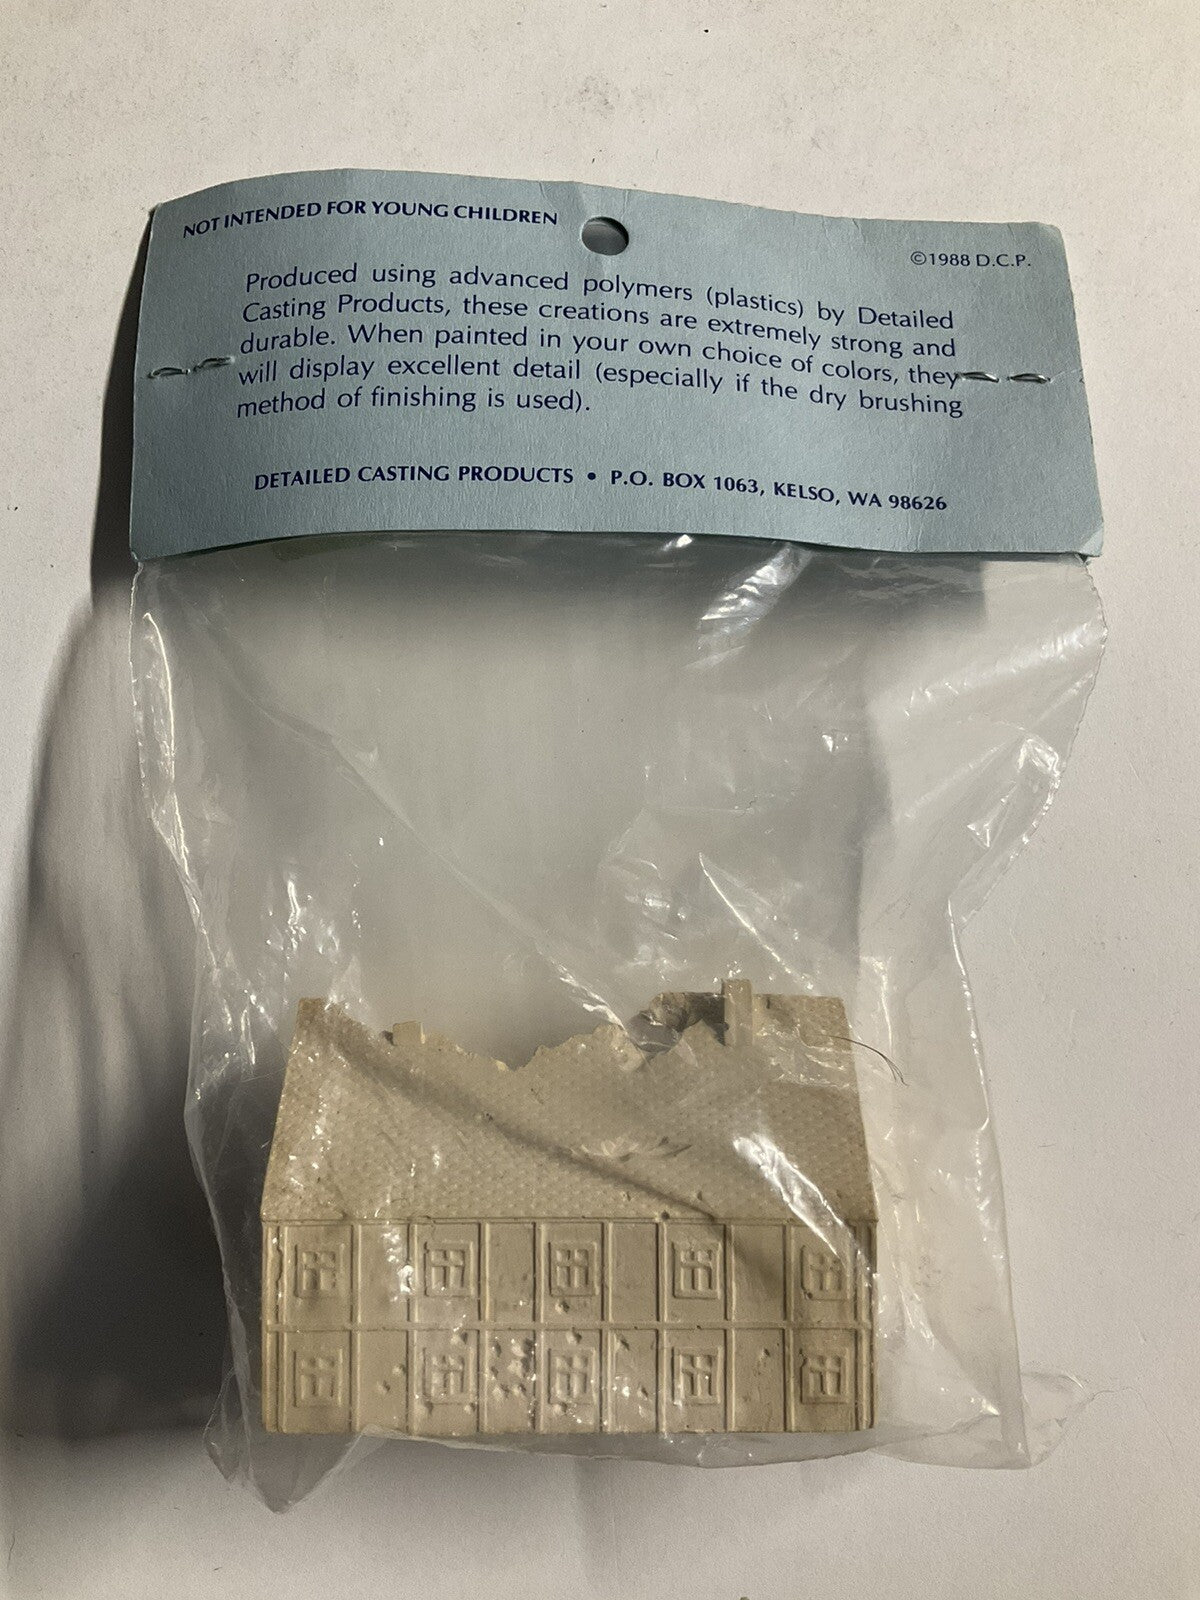 NOT INTENDED FOR YOUNG CHILDREN
©1988 D.C.P.
Produced using advanced polymers (plastics) by Detailed
Casting Products, these creations are extremely strong and
durable. When painted in your own choice of colors, they
will display excellent detail (especially if the dry brushing
method of finishing is used).
DETAILED CASTING PRODUCTS • P.O. BOX 1063, KELSO, WA 98626